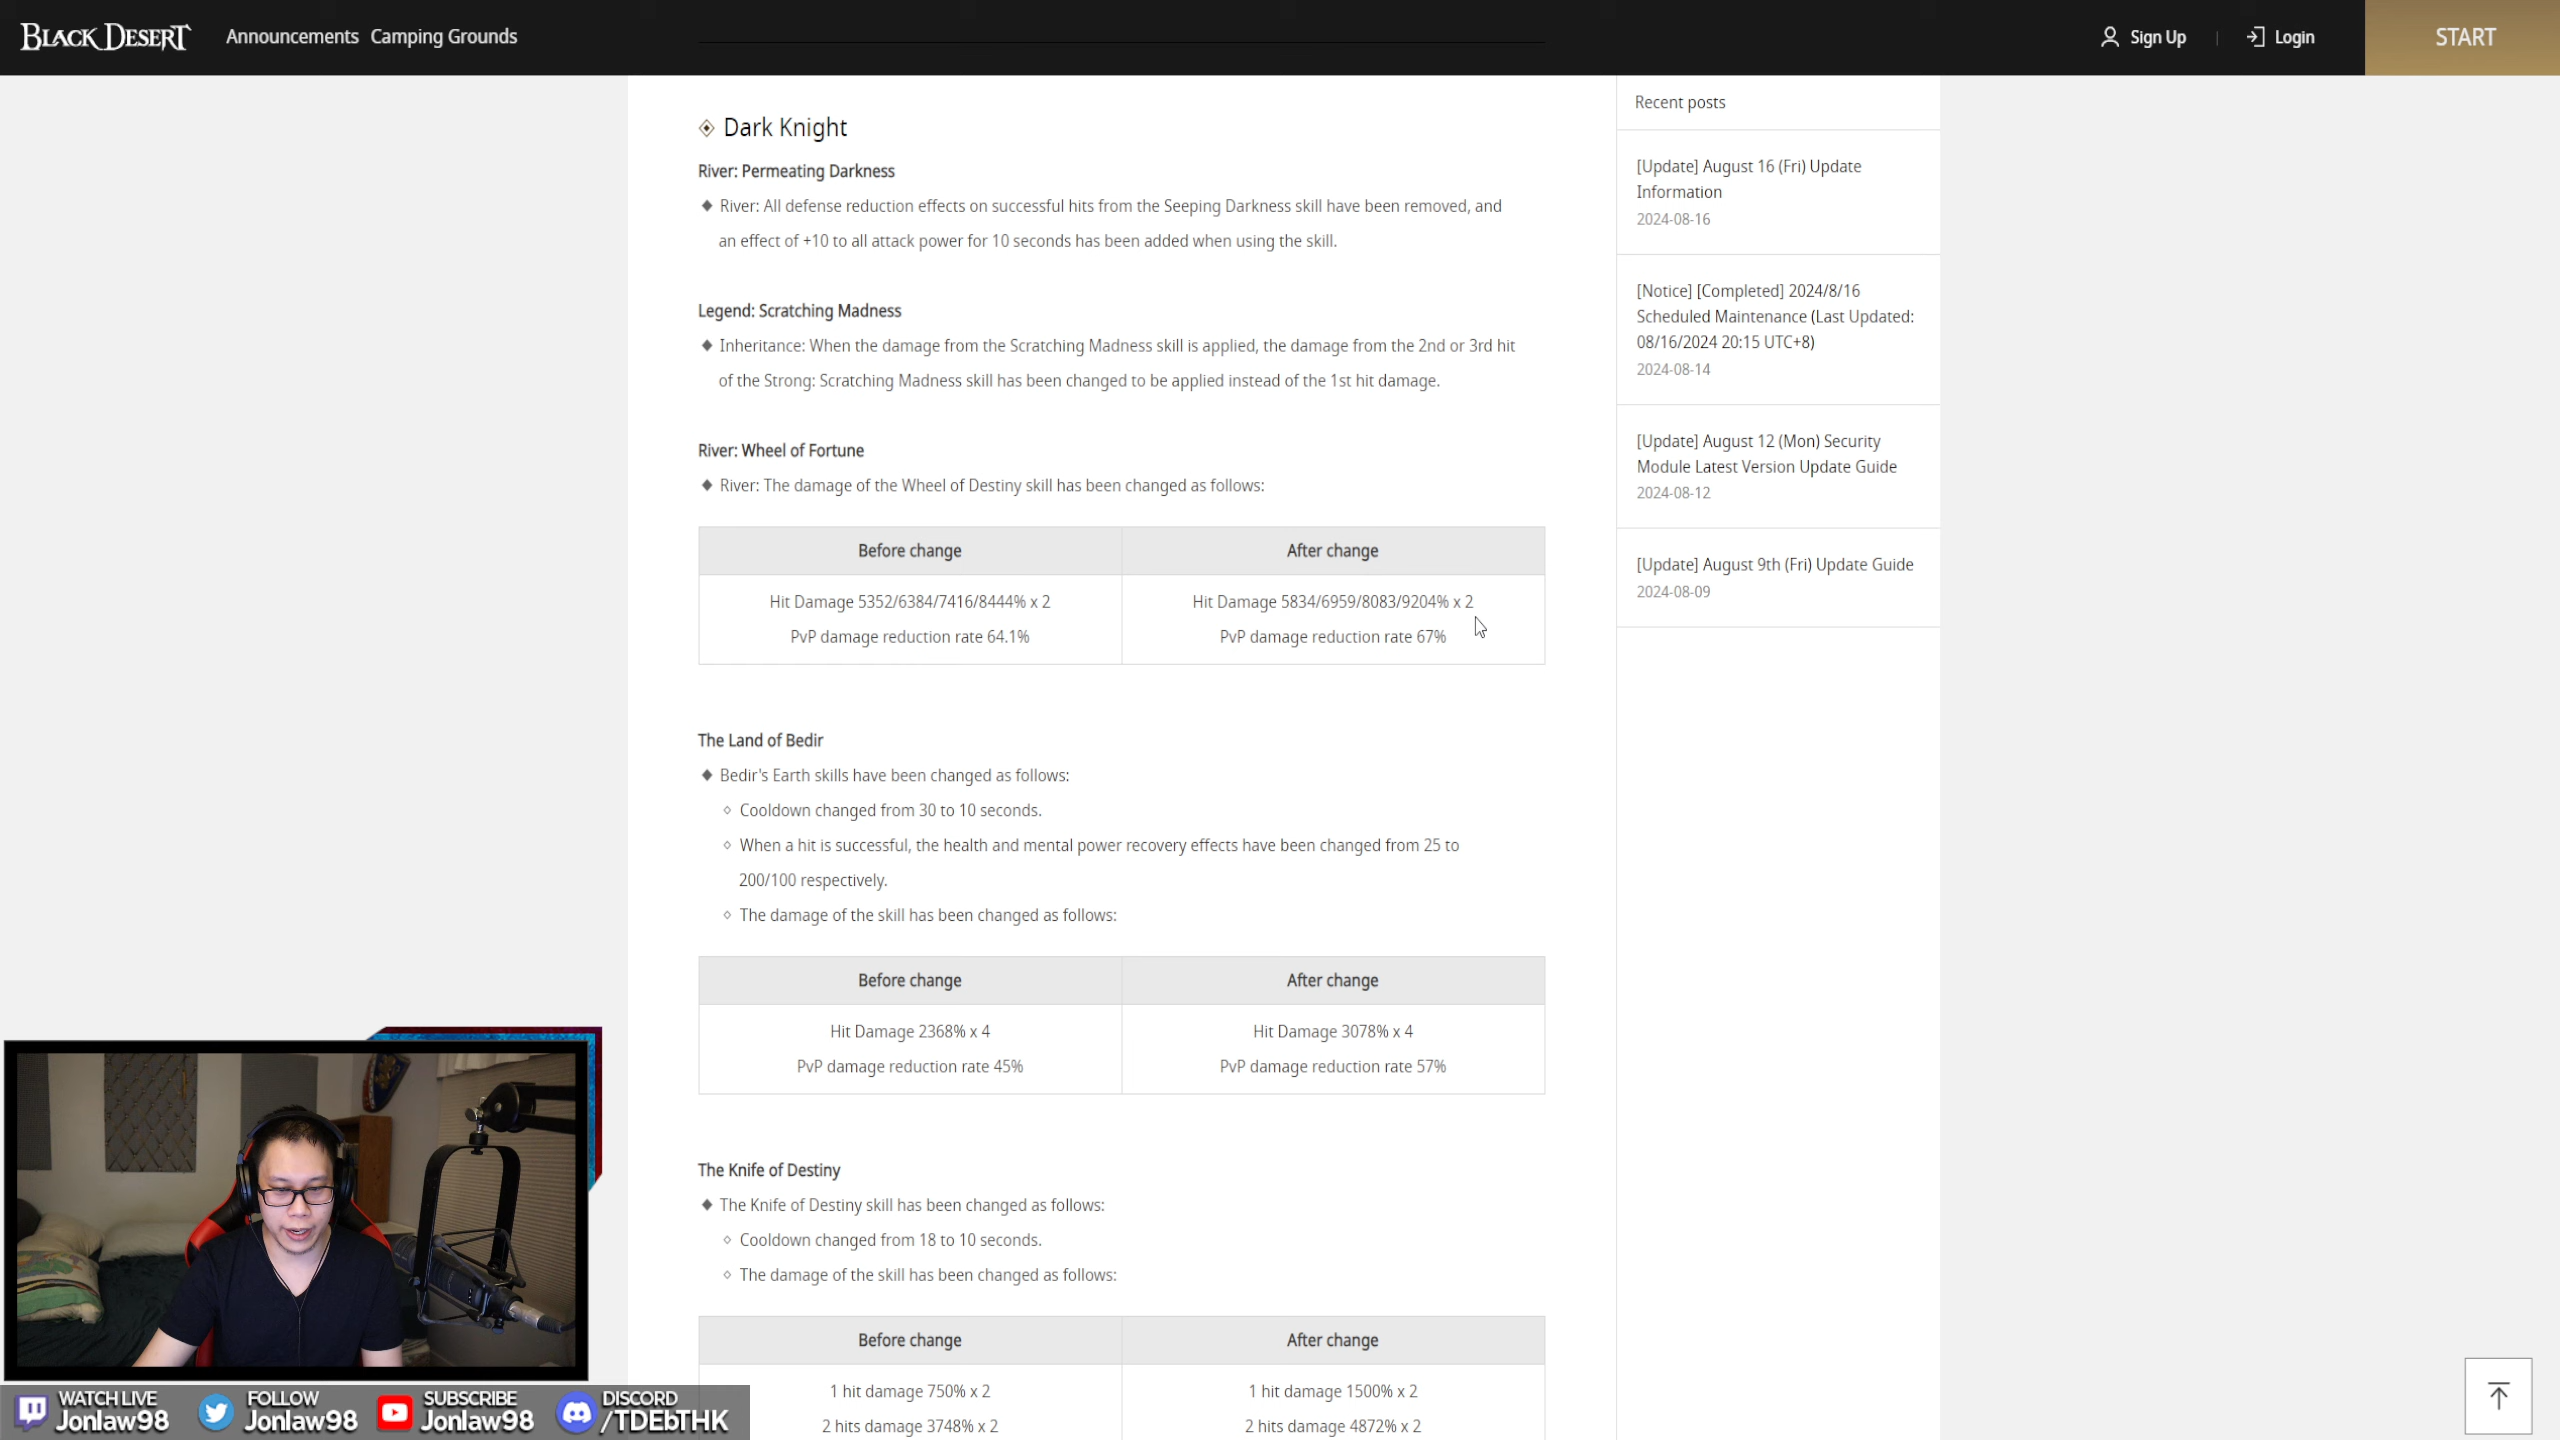 BLACK DESERT
Announcements Camping Grounds
Sign Up
Login
START
Dark Knight
River: Permeating Darkness
River: All defense reduction effects on successful hits from the Seeping Darkness skill have been removed, and
an effect of +10 to all attack power for 10 seconds has been added when using the skill.
Legend: Scratching Madness
Inheritance: When the damage from the Scratching Madness skill is applied, the damage from the 2nd or 3rd hit
of the Strong: Scratching Madness skill has been changed to be applied instead of the 1st hit damage.
River: Wheel of Fortune
River: The damage of the Wheel of Destiny skill has been changed as follows:
Before change
After change
Hit Damage 5352/6384/7416/8444% x 2
PvP damage reduction rate 64.1%
Hit Damage 5834/6959/8083/9204% x 2
PvP damage reduction rate 67%
The Land of Bedir
Bedir's Earth skills have been changed as follows:
Cooldown changed from 30 to 10 seconds.
When a hit is successful, the health and mental power recovery effects have been changed from 25 to
200/100 respectively.
The damage of the skill has been changed as follows:
Before change
After change
Hit Damage 2368% x 4
PvP damage reduction rate 45%
Hit Damage 3078% x 4
PvP damage reduction rate 57%
The Knife of Destiny
The Knife of Destiny skill has been changed as follows:
Cooldown changed from 18 to 10 seconds.
The damage of the skill has been changed as follows:
Before change
After change
1 hit damage 750% x 2
2 hits damage 3748% x 2
1 hit damage 1500% x 2
2 hits damage 4872% x 2
Recent posts
[Update] August 16 (Fri) Update
Information
2024-08-16
[Notice] [Completed] 2024/8/16
Scheduled Maintenance (Last Updated:
08/16/2024 20:15 UTC+8)
2024-08-14
[Update] August 12 (Mon) Security
Module Latest Version Update Guide
2024-08-12
[Update] August 9th (Fri) Update Guide
2024-08-09
WATCH LIVE
Jonlaw98
FOLLOW
Jonlaw98
SUBSCRIBE
Jonlaw98
DISCORD
/TDEbTHK